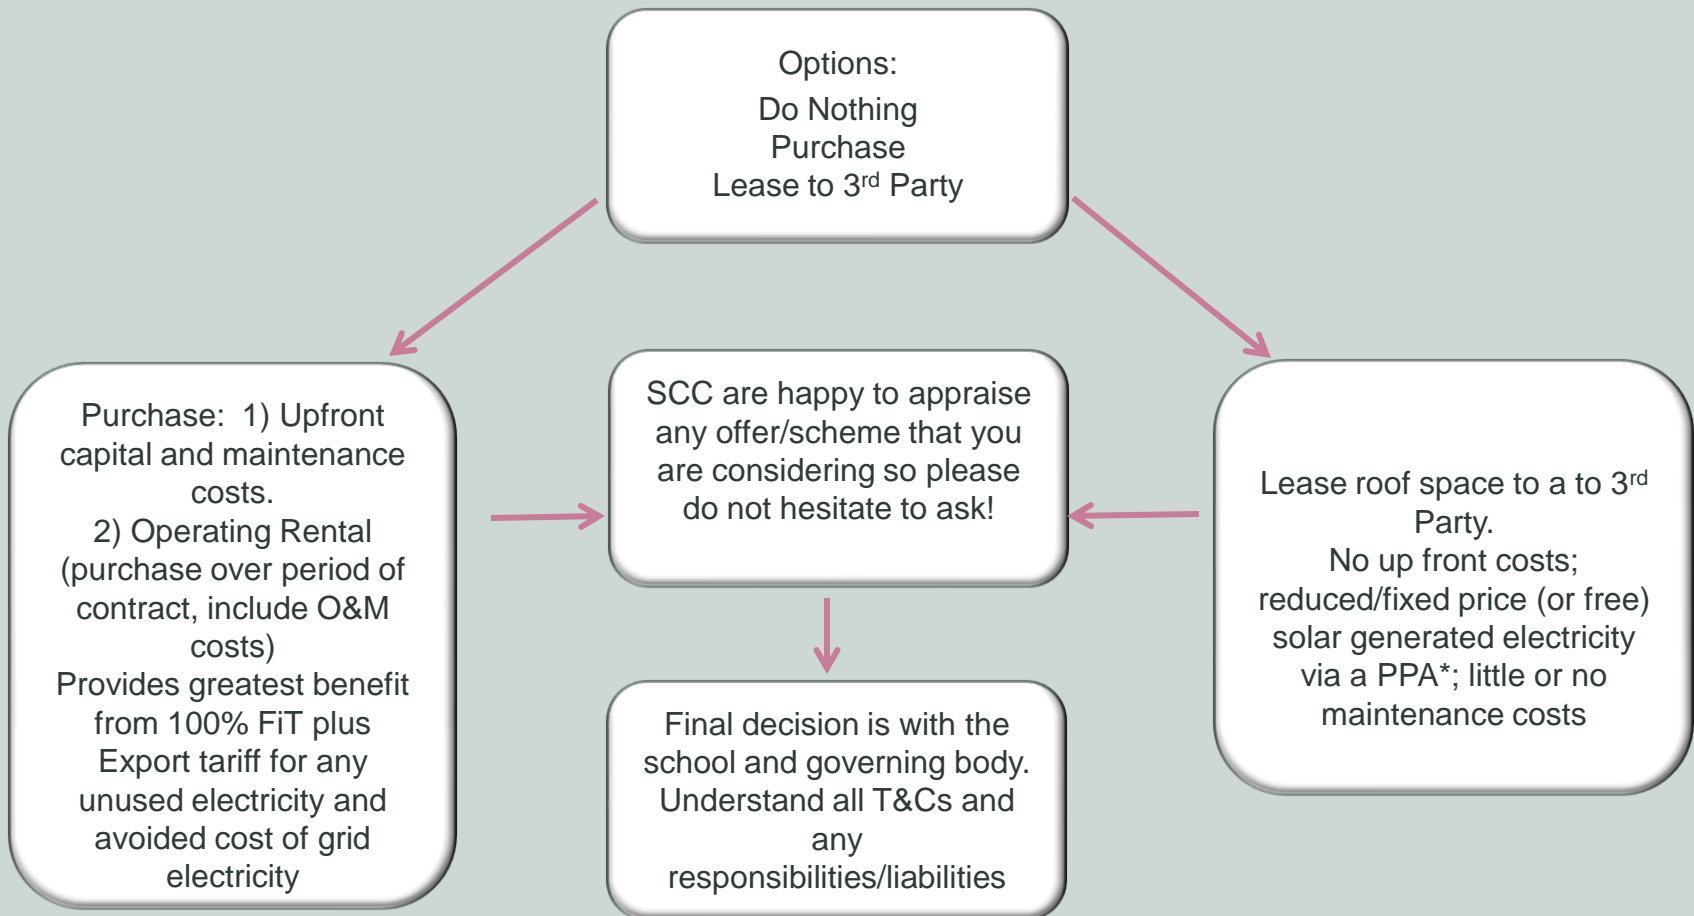 Options:
Do Nothing
Purchase
Lease to 3rd Party
Purchase: 1) Upfront
capital and maintenance
costs.
2) Operating Rental
(purchase over period of
contract, include O&M
costs)
Provides greatest benefit
from 100% FiT plus
Export tariff for any
unused electricity and
avoided cost of grid
electricity
SCC are happy to appraise
any offer/scheme that you
are considering so please
do not hesitate to ask!
Lease roof space to a to 3rd
Party.
No up front costs;
reduced/fixed price (or free)
solar generated electricity
via a PPA*; little or no
maintenance costs
Final decision is with the
school and governing body.
Understand all T&Cs and
any
responsibilities/liabilities